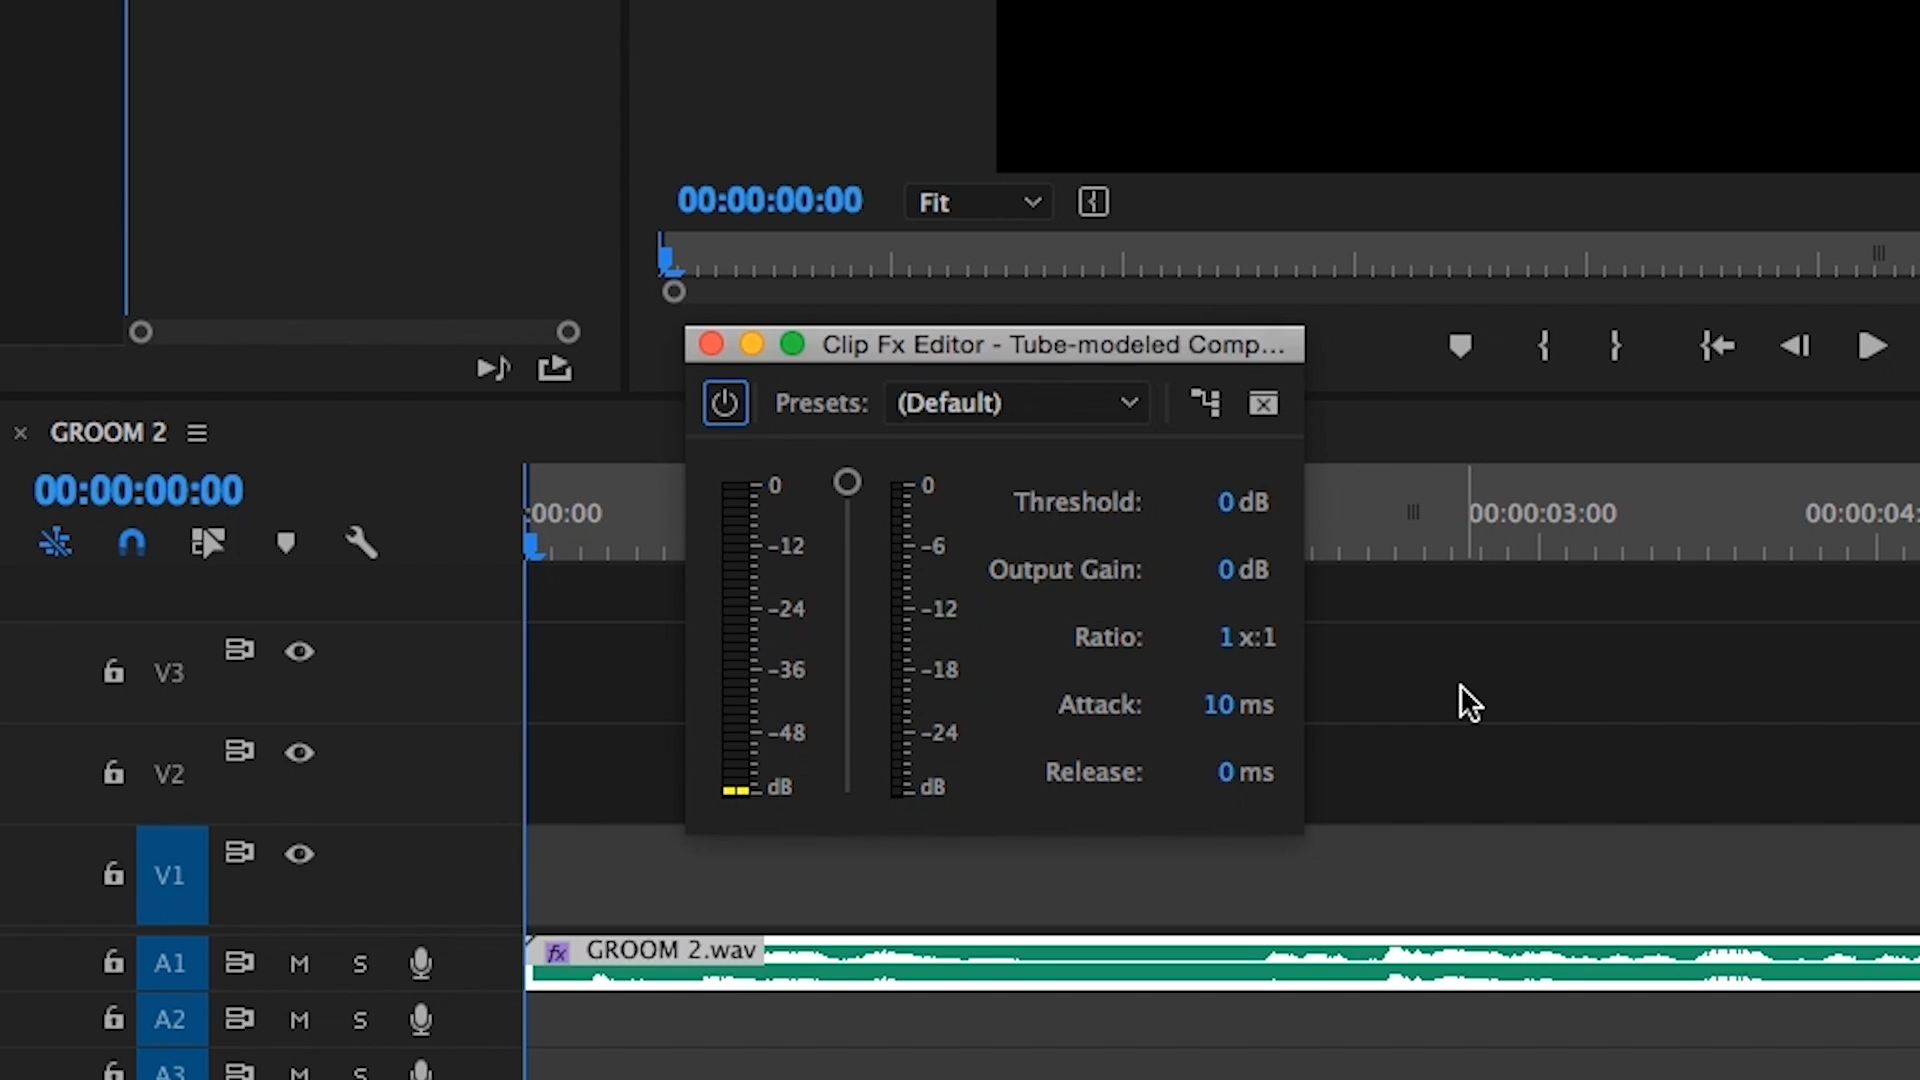 00:00:00:00
Fit
Clip Fx Editor - Tube-modeled Comp...
Presets: (Default)
GROOM 2
00:00:00:00
:00:00
00:00:03:00
00:00:04:
0
-12
-24
-36
-48
dB
0
-6
-12
-18
-24
dB
Threshold: 0 dB
Output Gain: 0 dB
Ratio: 1 x:1
Attack: 10 ms
Release: 0 ms
V3
V2
V1
fx GROOM 2.wav
A1 M S
A2 M S
A3 M S